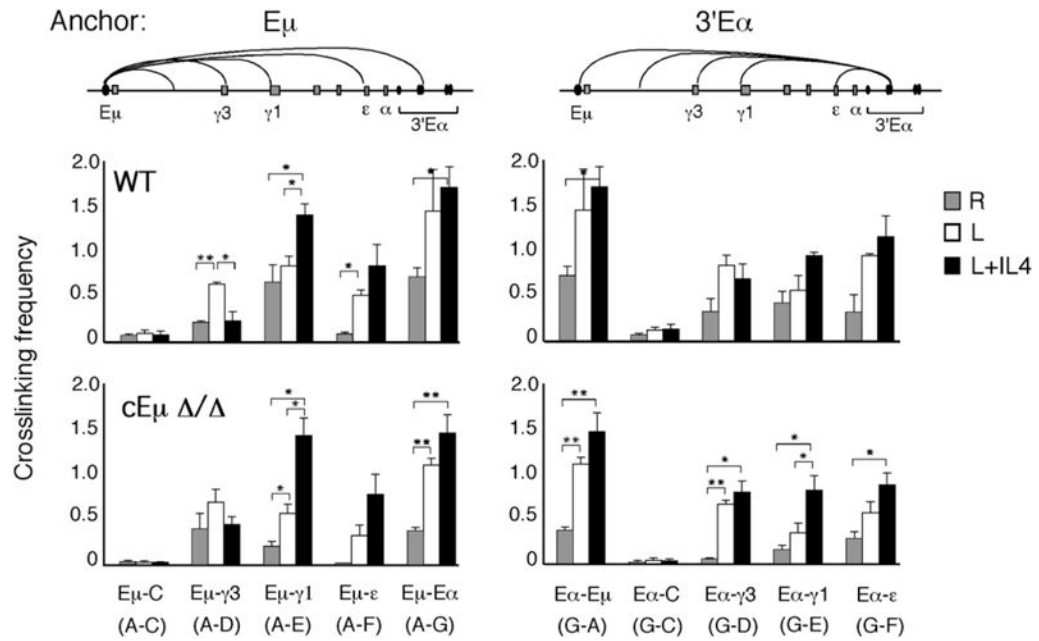 Anchor: Eμ 3'Eα
Eμ γ3 γ1 ε α 3'Eα
Eμ γ3 γ1 ε α 3'Eα
Crosslinking frequency
WT
2.0 2.0
1.5 1.5
1.0 1.0
0.5 0.5
0 0
** * * * * *
*
R
L
L+IL4
cEμ Δ/Δ
2.0 2.0
1.5 1.5
1.0 1.0
0.5 0.5
0 0
* * * ** **
** ** ** * * * *
Eμ-C Eμ-γ3 Eμ-γ1 Eμ-ε Eμ-Eα
(A-C) (A-D) (A-E) (A-F) (A-G)
Eα-Eμ Eα-C Eα-γ3 Eα-γ1 Eα-ε
(G-A) (G-C) (G-D) (G-E) (G-F)